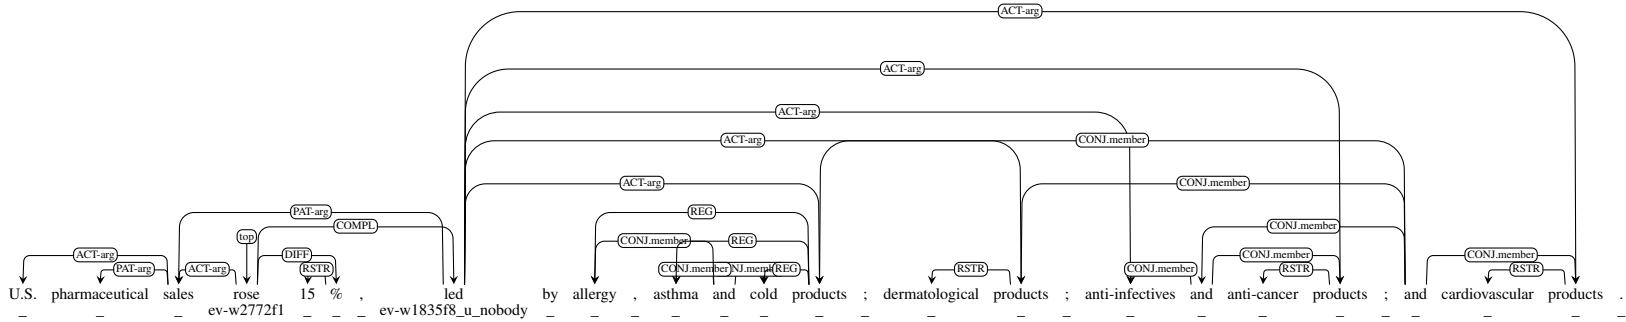 ACT-arg
ACT-arg
ACT-arg
ACT-arg CONJ.member
ACT-arg CONJ.member
PAT-arg REG
COMPL CONJ.member
top CONJ.member REG
ACT-arg DIFF CONJ.member CONJ.member
PAT-arg ACT-arg RSTR CONJ.member REG RSTR CONJ.member RSTR RSTR
U.S. pharmaceutical sales rose 15 % , led by allergy , asthma and cold products ; dermatological products ; anti-infectives and anti-cancer products ; and cardiovascular products .
_ _ _ ev-w2772f1 _ _ _ ev-w1835f8_u_nobody _ _ _ _ _ _ _ _ _ _ _ _ _ _ _ _ _ _ _ _